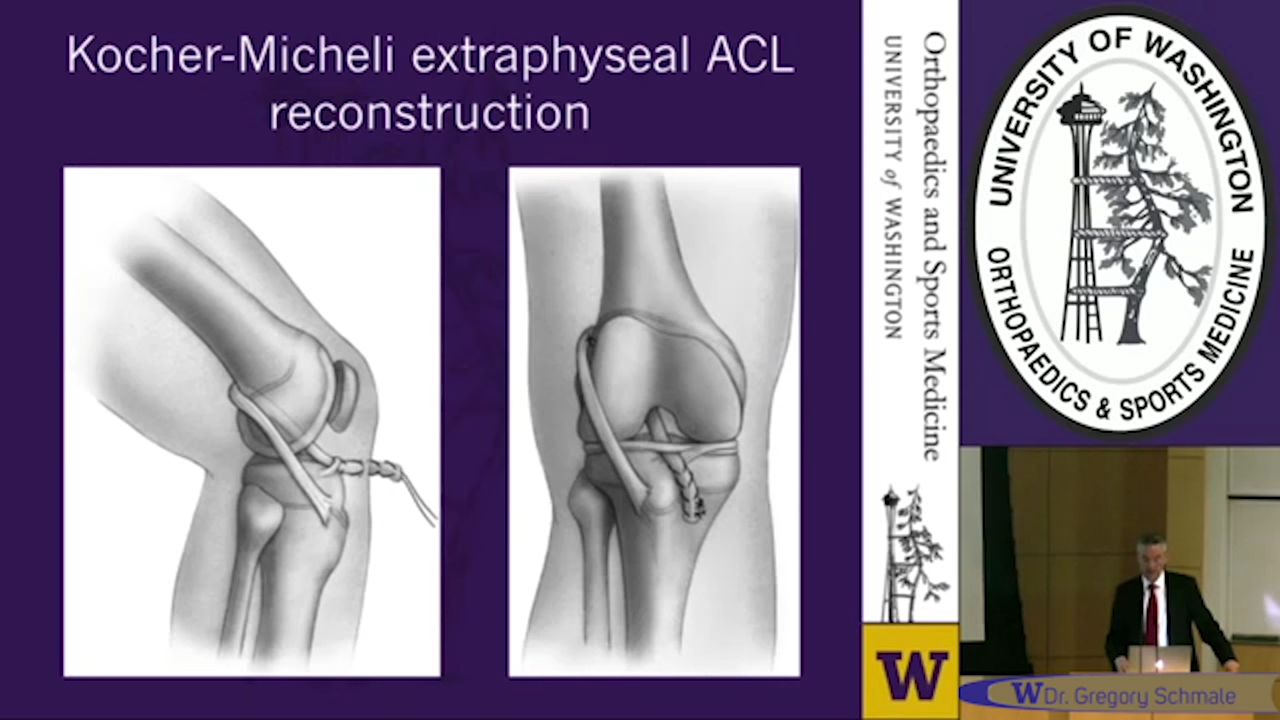 Kocher-Micheli extraphyseal ACL
reconstruction
Orthopaedics and Sports Medicine
UNIVERSITY of WASHINGTON
UNIVERSITY OF WASHINGTON
ORTHOPAEDICS & SPORTS MEDICINE
W
W Dr. Gregory Schmale